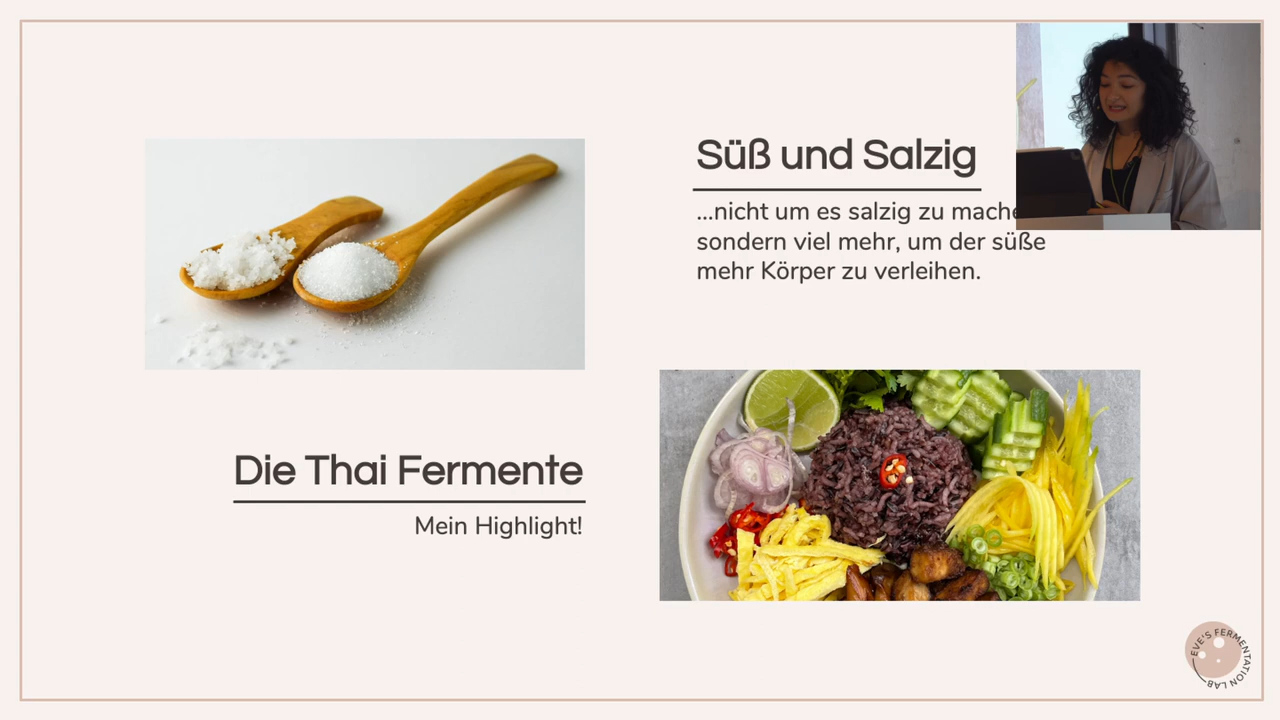 Süß und Salzig
...nicht um es salzig zu mache
sondern viel mehr, um der süße
mehr Körper zu verleihen.
Die Thai Fermente
Mein Highlight!
EVE'S FERMENTATION LAB